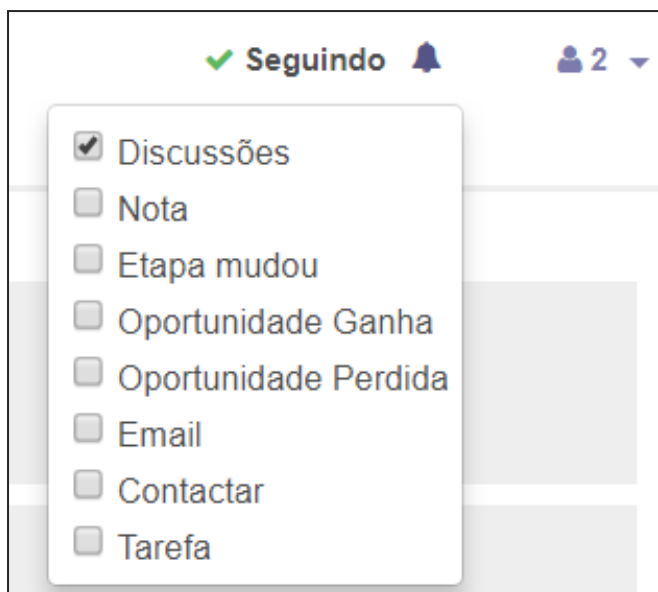 Seguindo 2
Discussões
Nota
Etapa mudou
Oportunidade Ganha
Oportunidade Perdida
Email
Contactar
Tarefa